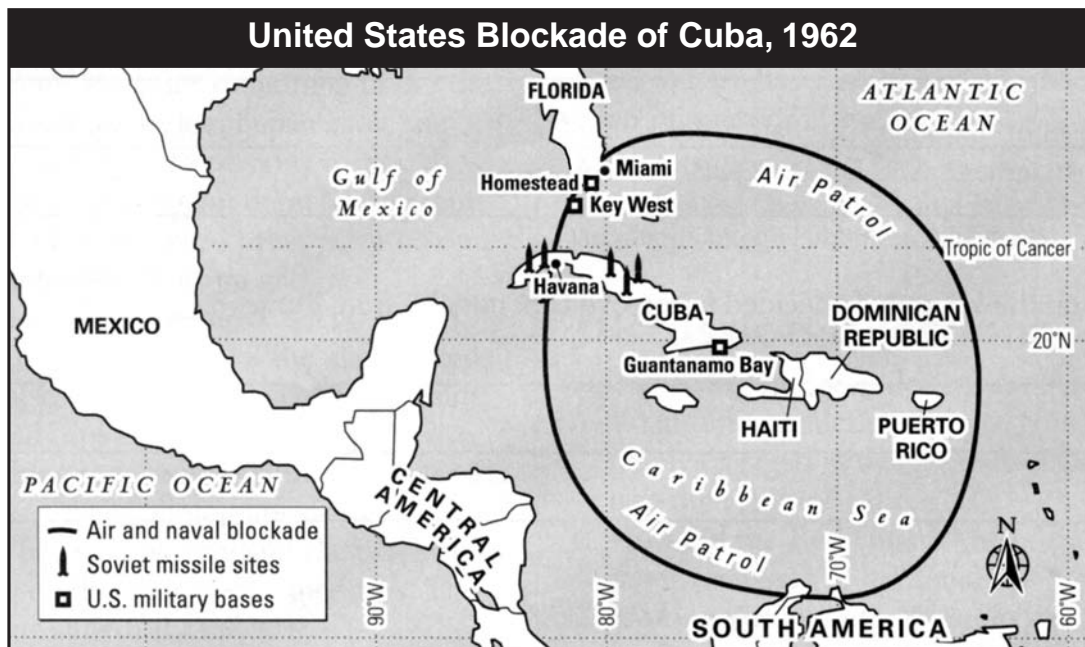 United States Blockade of Cuba, 1962
FLORIDA
ATLANTIC
OCEAN
Gulf of
Mexico
Miami
Homestead
Key West
Air Patrol
Tropic of Cancer
Havana
MEXICO
CUBA
DOMINICAN
REPUBLIC
20°N
Guantanamo Bay
HAITI
PUERTO
RICO
Caribbean Sea
Air Patrol
PACIFIC OCEAN
CENTRAL
AMERICA
Air and naval blockade
Soviet missile sites
U.S. military bases
90°W
80°W
70°W
60°W
N
SOUTH AMERICA